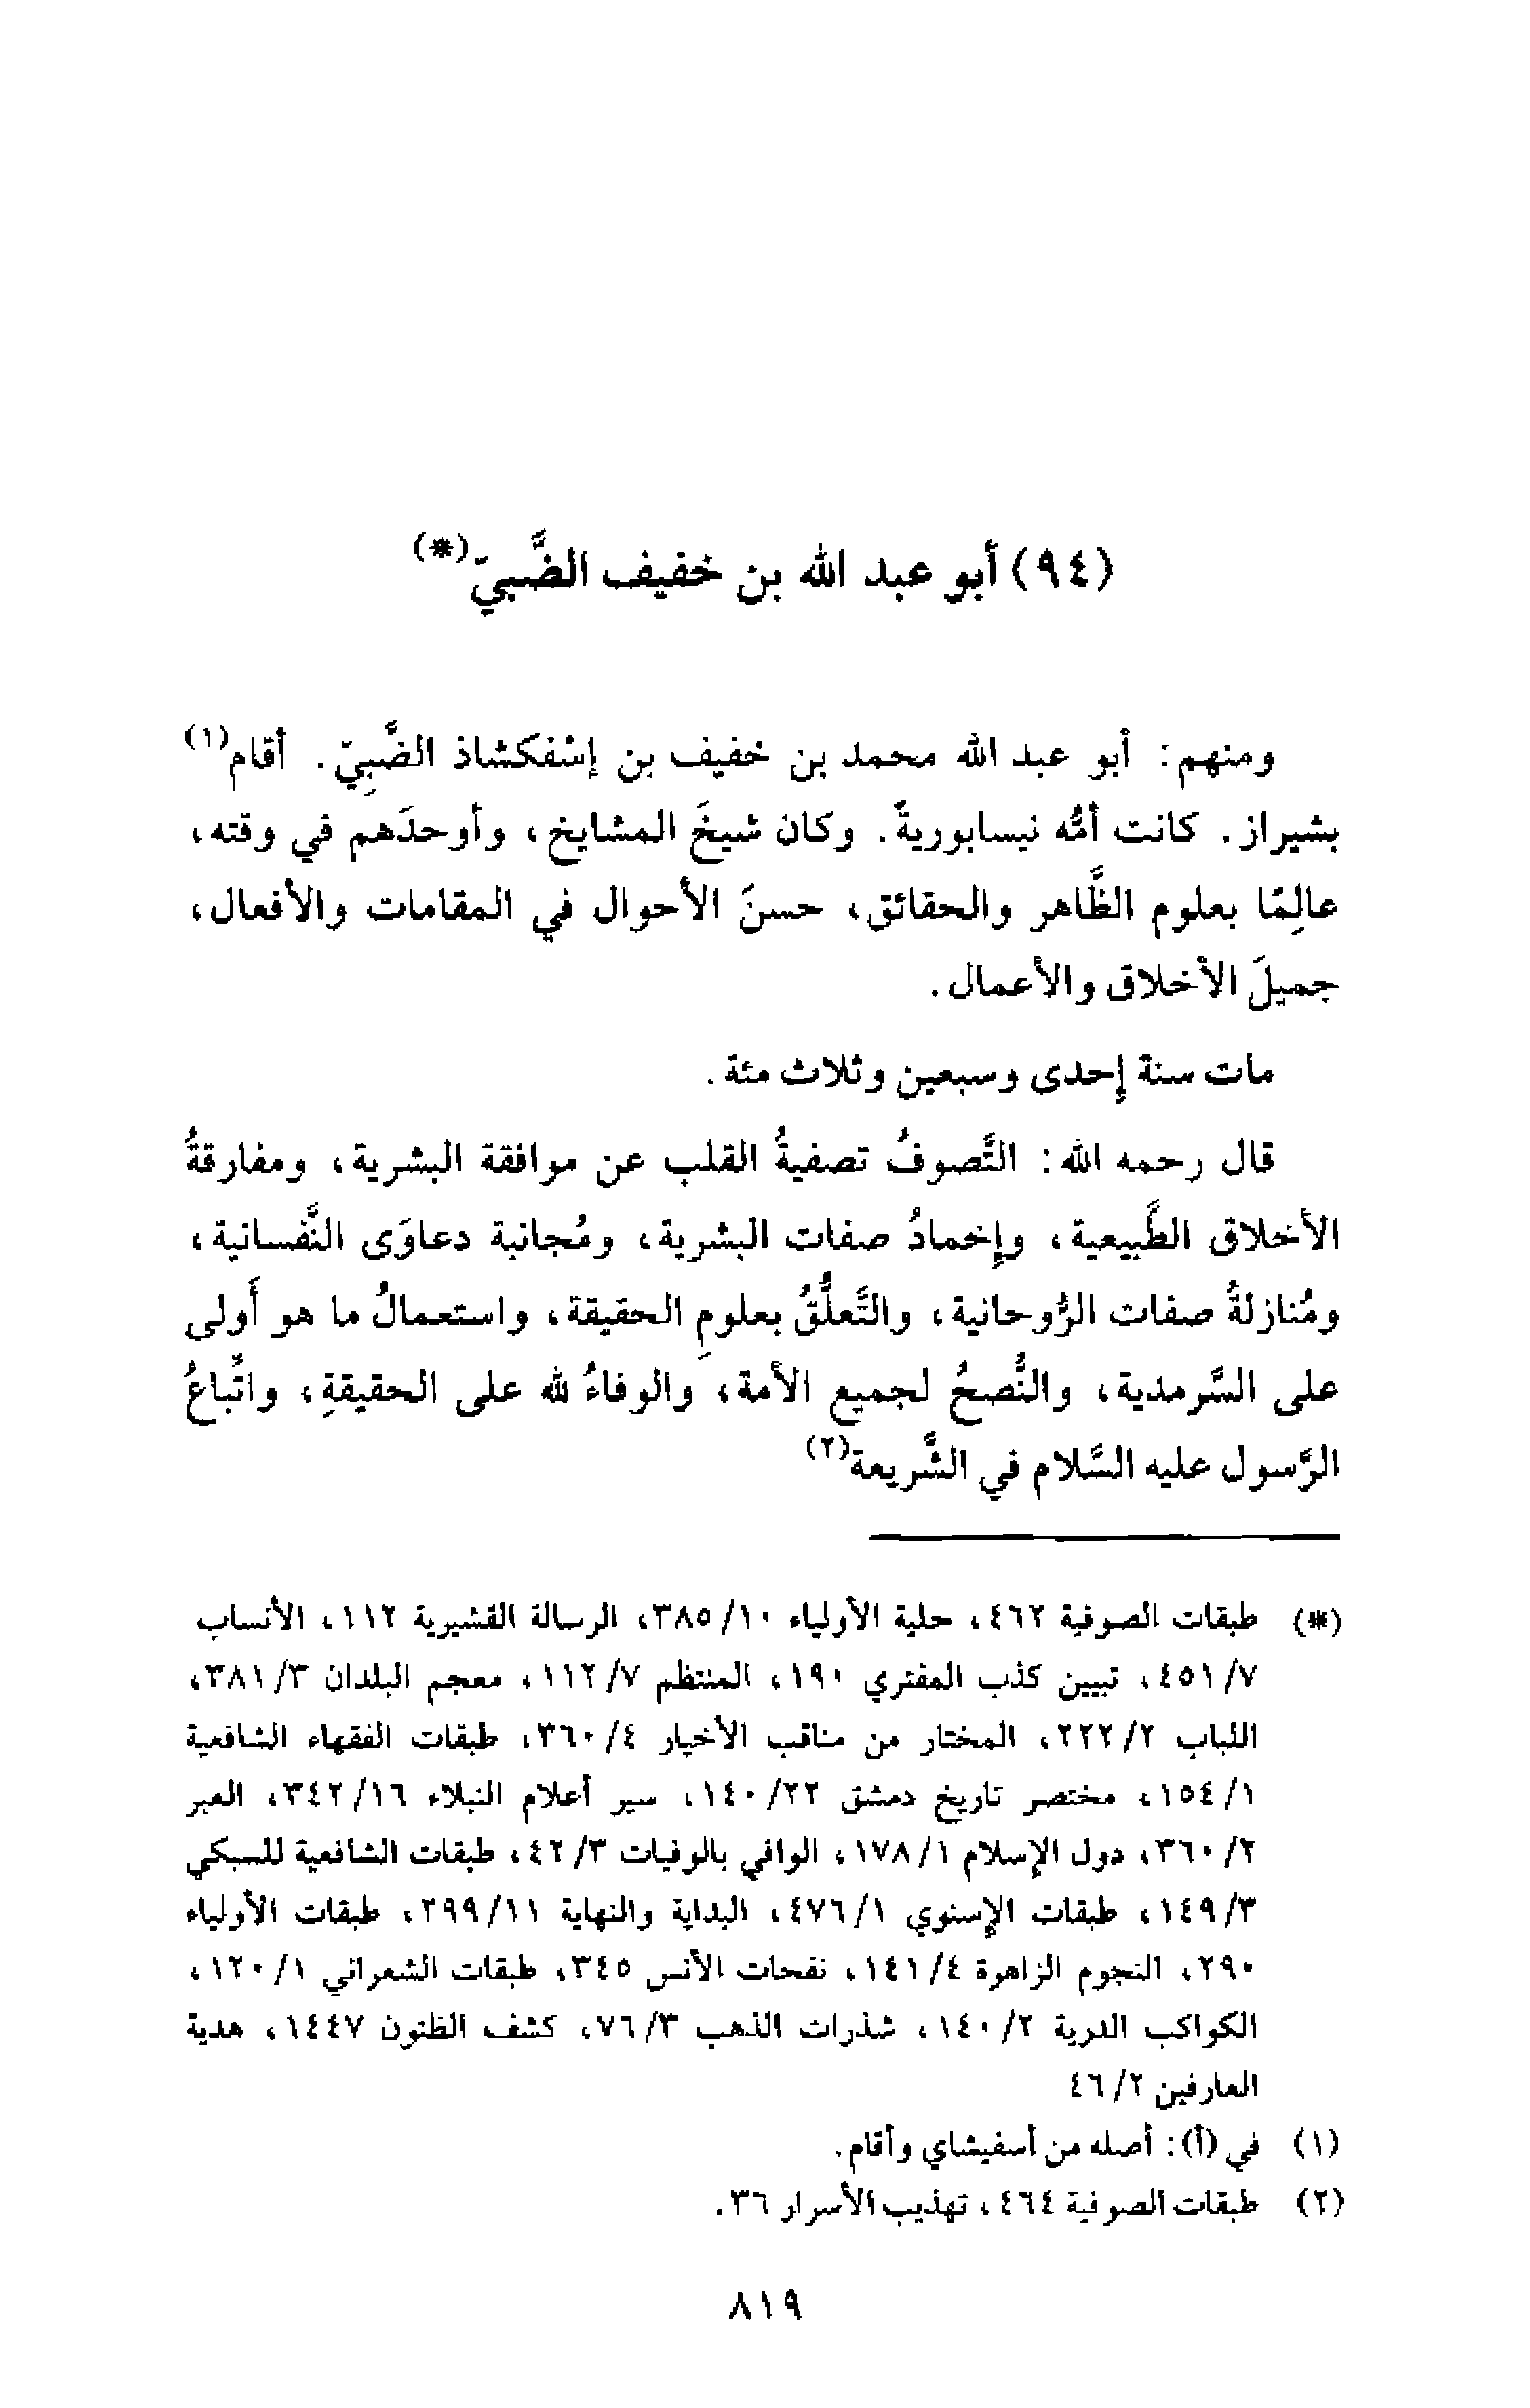 (٩٤) أبو عبد الله بن خفيف الضَّبيّ(*)
ومنهم: أبو عبد الله محمد بن خفيف بن إسْفكشاذ الضَّبِيّ. أقام(١)
بشيراز. كانت أمُّه نيسابوريةً. وكان شيخَ المشايخ، وأوحدَهم في وقته،
عالِمًا بعلوم الظَّاهر والحقائق، حسنَ الأحوال في المقامات والأفعال،
جميلَ الأخلاق والأعمال.
مات سنة إحدى وسبعين وثلاث مئة.
قال رحمه الله: التَّصوفُ تصفيةُ القلب عن موافقة البشرية، ومفارقةُ
الأخلاق الطَّبيعية، وإخمادُ صفات البشرية، ومُجانبة دعاوَى النَّفسانية،
ومُنازلةُ صفات الرُّوحانية، والتَّعلُّقُ بعلومِ الحقيقة، واستعمالُ ما هو أَولى
على السَّرمدية، والنُّصحُ لجميع الأمة، والوفاءُ لله على الحقيقةِ، واتِّباعُ
الرَّسول عليه السَّلام في الشَّريعة(٢)
(*) طبقات الصوفية ٤٦٢، حلية الأولياء ١٠/ ٣٨٥، الرسالة القشيرية ١١٢، الأنساب
٧/ ٤٥١، تبيين كذب المفتري ١٩٠، المنتظم ٧/ ١١٢، معجم البلدان ٣/ ٣٨١،
اللباب ٢/ ٢٢٢، المختار من مناقب الأخيار ٤/ ٣٦٠، طبقات الفقهاء الشافعية
١/ ١٥٤، مختصر تاريخ دمشق ٢٢/ ١٤٠، سير أعلام النبلاء ١٦/ ٣٤٢، العبر
٢/ ٣٦٠، دول الإسلام ١/ ١٧٨، الوافي بالوفيات ٣/ ٤٢، طبقات الشافعية للسبكي
٣/ ١٤٩، طبقات الإسنوي ١/ ٤٧٦، البداية والنهاية ١١/ ٢٩٩، طبقات الأولياء
٢٩٠، النجوم الزاهرة ٤/ ١٤١، نفحات الأنس ٣٤٥، طبقات الشعراني ١/ ١٢٠،
الكواكب الدرية ٢/ ١٤٠، شذرات الذهب ٣/ ٧٦، كشف الظنون ١٤٤٧، هدية
العارفين ٢/ ٤٦
(١) في (أ): أصله من أسفيشاي وأقام.
(٢) طبقات الصوفية ٤٦٤، تهذيب الأسرار ٣٦.
٨١٩